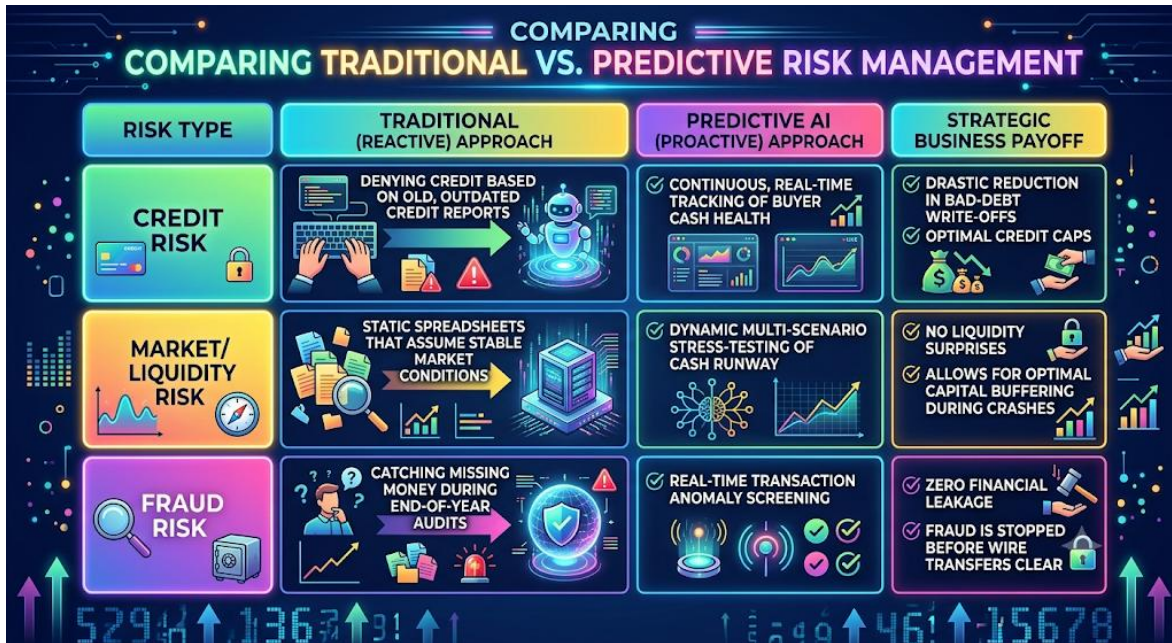 COMPARING
COMPARING TRADITIONAL VS. PREDICTIVE RISK MANAGEMENT
RISK TYPE
TRADITIONAL
(REACTIVE) APPROACH
PREDICTIVE AI
(PROACTIVE) APPROACH
STRATEGIC
BUSINESS PAYOFF
CREDIT
RISK
DENYING CREDIT BASED
ON OLD, OUTDATED
CREDIT REPORTS
CONTINUOUS, REAL-TIME
TRACKING OF BUYER
CASH HEALTH
DRASTIC REDUCTION
IN BAD-DEBT
WRITE-OFFS
OPTIMAL CREDIT CAPS
MARKET/
LIQUIDITY
RISK
STATIC SPREADSHEETS
THAT ASSUME STABLE
MARKET
CONDITIONS
DYNAMIC MULTI-SCENARIO
STRESS-TESTING OF
CASH RUNWAY
NO LIQUIDITY
SURPRISES
ALLOWS FOR OPTIMAL
CAPITAL BUFFERING
DURING CRASHES
FRAUD
RISK
CATCHING MISSING
MONEY DURING
END-OF-YEAR
AUDITS
REAL-TIME TRANSACTION
ANOMALY SCREENING
ZERO FINANCIAL
LEAKAGE
FRAUD IS STOPPED
BEFORE WIRE
TRANSFERS CLEAR